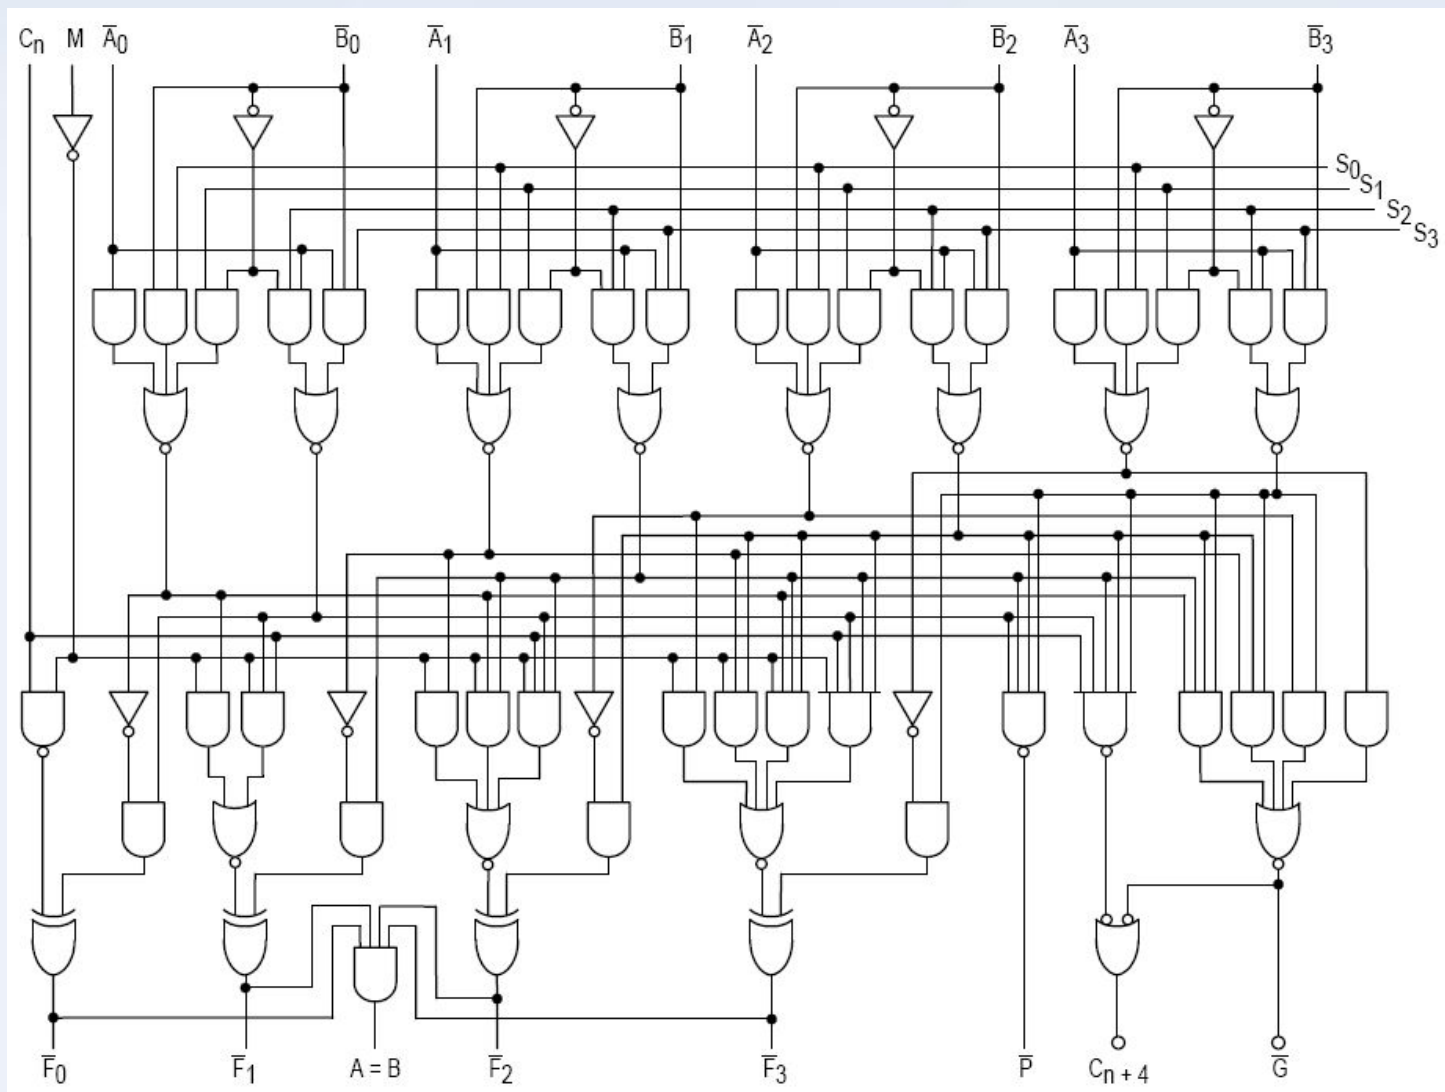 Cn M A̅0 B̅0 A̅1 B̅1 A̅2 B̅2 A̅3 B̅3
S0
S1
S2
S3
F̅0 F̅1 A = B F̅2 F̅3 P̅ Cn + 4 G̅